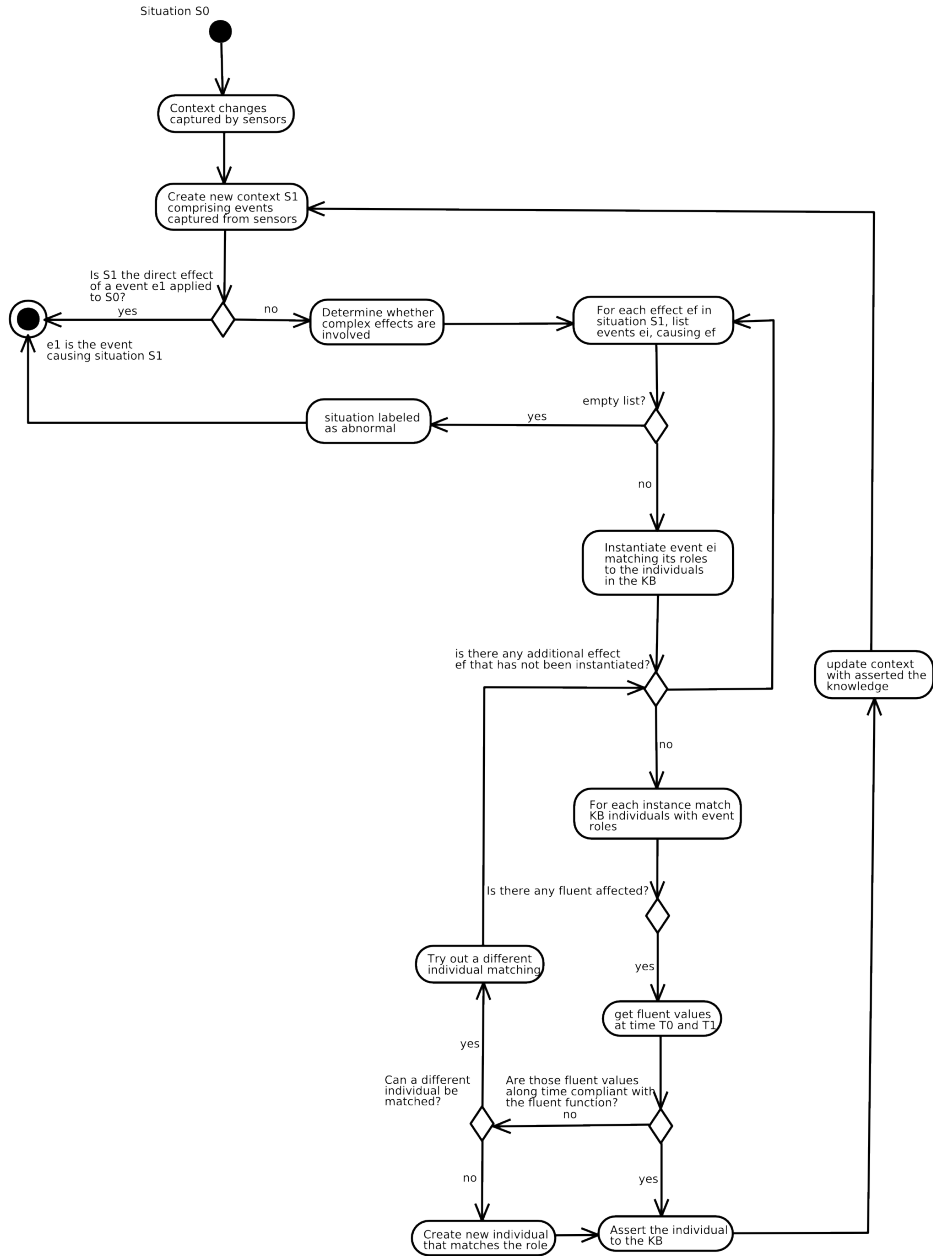 Situation S0
Context changes
captured by sensors
Create new context S1
comprising events
captured from sensors
Is S1 the direct effect
of a event e1 applied
to S0?
yes
no
e1 is the event
causing situation S1
Determine whether
complex effects are
involved
For each effect ef in
situation S1, list
events ei, causing ef
empty list?
yes
situation labeled
as abnormal
no
Instantiate event ei
matching its roles
to the individuals
in the KB
is there any additional effect
ef that has not been instantiated?
update context
with asserted the
knowledge
no
For each instance match
KB individuals with event
roles
Is there any fluent affected?
Try out a different
individual matching
yes
get fluent values
at time T0 and T1
yes
Can a different
individual be
matched?
Are those fluent values
along time compliant with
the fluent function?
no
no
yes
Create new individual
that matches the role
Assert the individual
to the KB